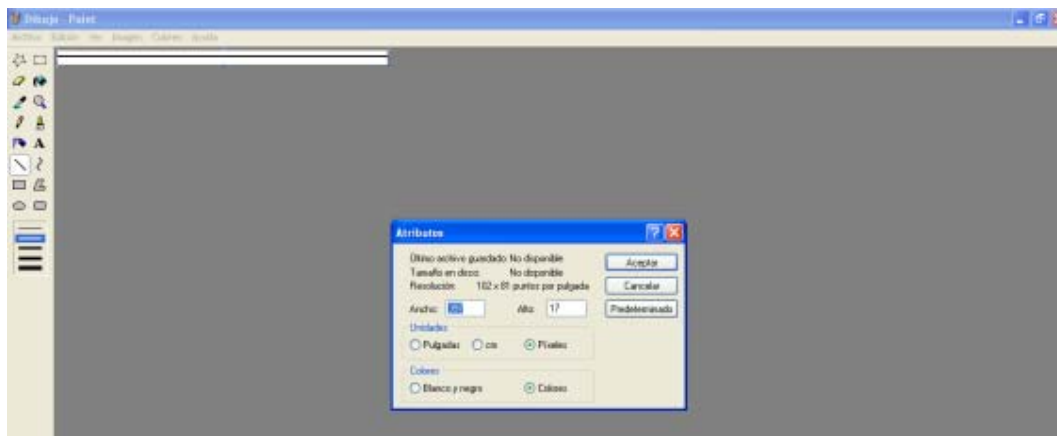 Dibujo - Paint
Archivo Edición Ver Imagen Colores Ayuda
A
Atributos
Último archivo guardado: No disponible
Tamaño en disco: No disponible
Resolución: 102 x 81 puntos por pulgada
Ancho: Alto: 17
Unidades
Pulgadas cm Píxeles
Colores
Blanco y negro Colores
Aceptar
Cancelar
Predeterminado